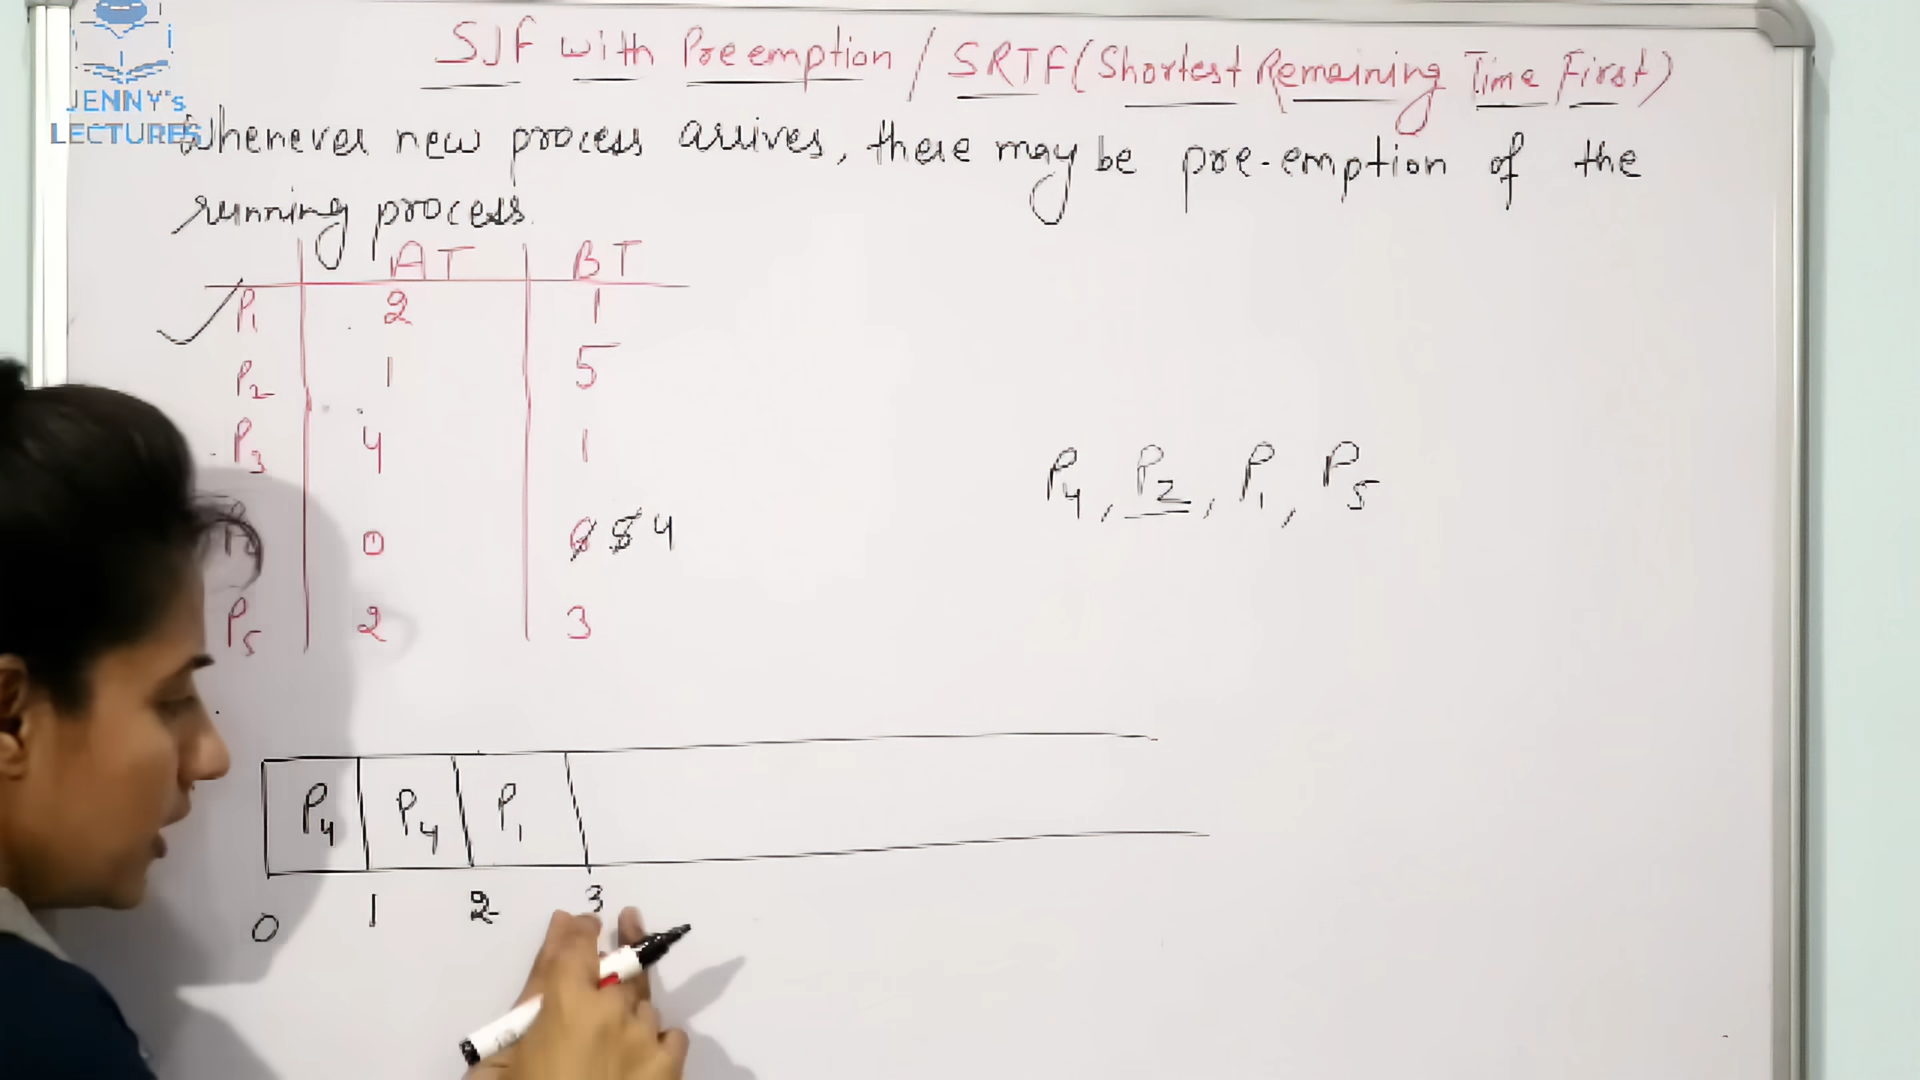 SJF with Preemption / SRTF (Shortest Remaining Time First)
JENNY's
LECTURES
Whenever new process arrives, there may be pre-emption of the
running process.
AT BT
P1 2 1
P2 1 5
P3 4 1
0 6 5 4
P5 2 3
P4, P2, P1, P5
P4 P4 P1
0 1 2 3